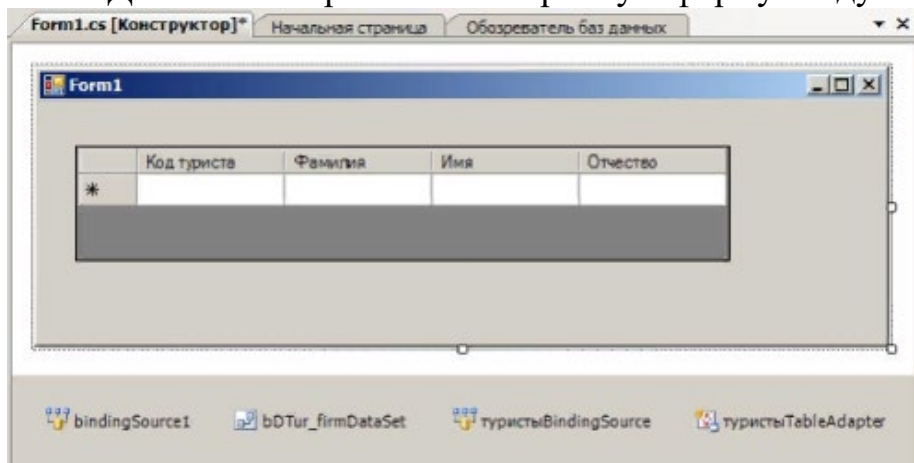 Form1.cs [Конструктор]* Начальная страница Обозреватель баз данных
Form1
Код туриста Фамилия Имя Отчество
*
bindingSource1 bDTur_firmDataSet туристыBindingSource туристыTableAdapter